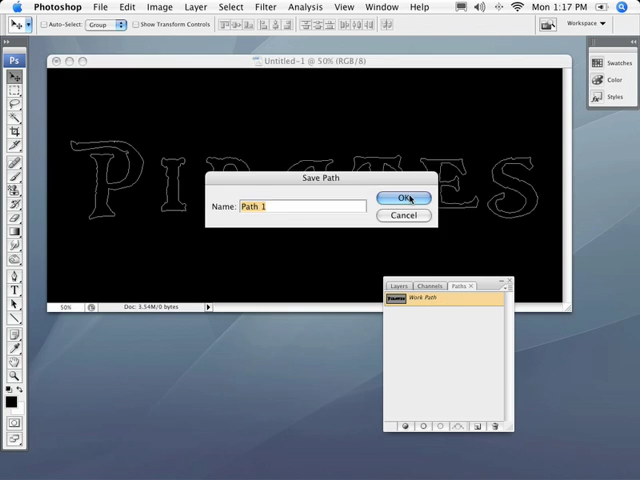 Photoshop File Edit Image Layer Select Filter Analysis View Window Help Mon 1:17 PM
Auto-Select: Group Show Transform Controls Workspace
Untitled-1 @ 50% (RGB/8)
Ps
Swatches
Color
Styles
PIRATES
Save Path
Name: Path 1
OK
Cancel
Layers Channels Paths
Work Path
50% Doc: 3.54M/0 bytes
T